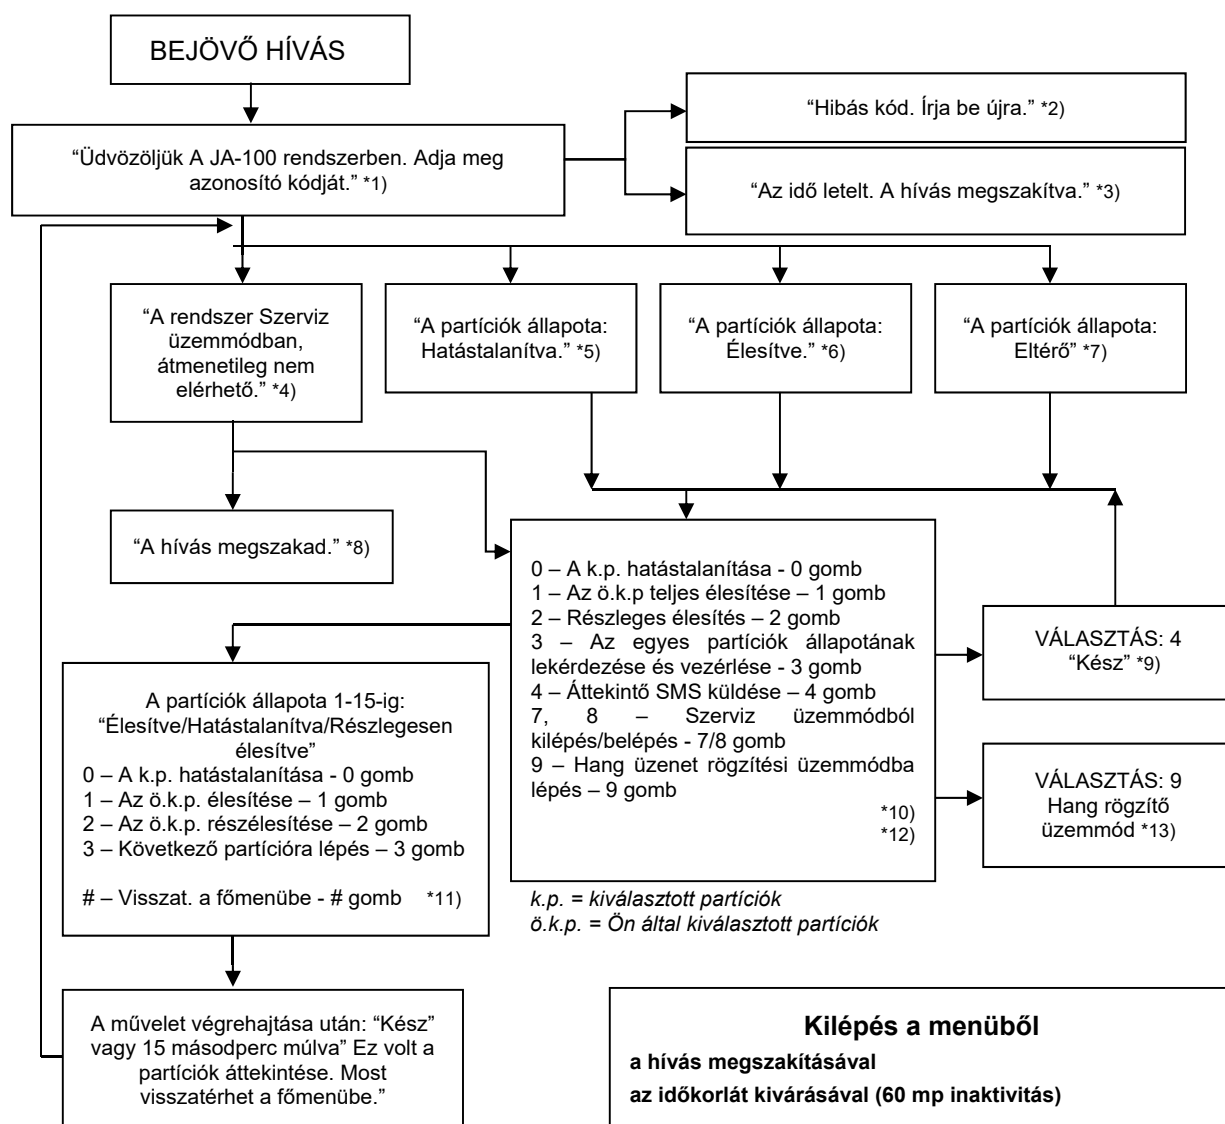 BEJÖVŐ HÍVÁS
“Hibás kód. Írja be újra.” *2)
“Üdvözöljük A JA-100 rendszerben. Adja meg
azonosító kódját.” *1)
“Az idő letelt. A hívás megszakítva.” *3)
“A rendszer Szerviz
üzemmódban,
átmenetileg nem
elérhető.” *4)
“A partíciók állapota:
Hatástalanítva.” *5)
“A partíciók állapota:
Élesítve.” *6)
“A partíciók állapota:
Eltérő” *7)
“A hívás megszakad.” *8)
0 – A k.p. hatástalanítása - 0 gomb
1 – Az ö.k.p teljes élesítése – 1 gomb
2 – Részleges élesítés – 2 gomb
3 – Az egyes partíciók állapotának
lekérdezése és vezérlése - 3 gomb
4 – Áttekintő SMS küldése – 4 gomb
7, 8 – Szerviz üzemmódból
kilépés/belépés - 7/8 gomb
9 – Hang üzenet rögzítési üzemmódba
lépés – 9 gomb
*10)
*12)
VÁLASZTÁS: 4
“Kész” *9)
VÁLASZTÁS: 9
Hang rögzítő
üzemmód *13)
A partíciók állapota 1-15-ig:
“Élesítve/Hatástalanítva/Részlegesen
élesítve”
0 – A k.p. hatástalanítása - 0 gomb
1 – Az ö.k.p. élesítése – 1 gomb
2 – Az ö.k.p. részélesítése – 2 gomb
3 – Következő partícióra lépés – 3 gomb
# – Visszat. a főmenübe - # gomb *11)
k.p. = kiválasztott partíciók
ö.k.p. = Ön által kiválasztott partíciók
A művelet végrehajtása után: “Kész”
vagy 15 másodperc múlva” Ez volt a
partíciók áttekintése. Most
visszatérhet a főmenübe.”
Kilépés a menüből
a hívás megszakításával
az időkorlát kivárásával (60 mp inaktivitás)